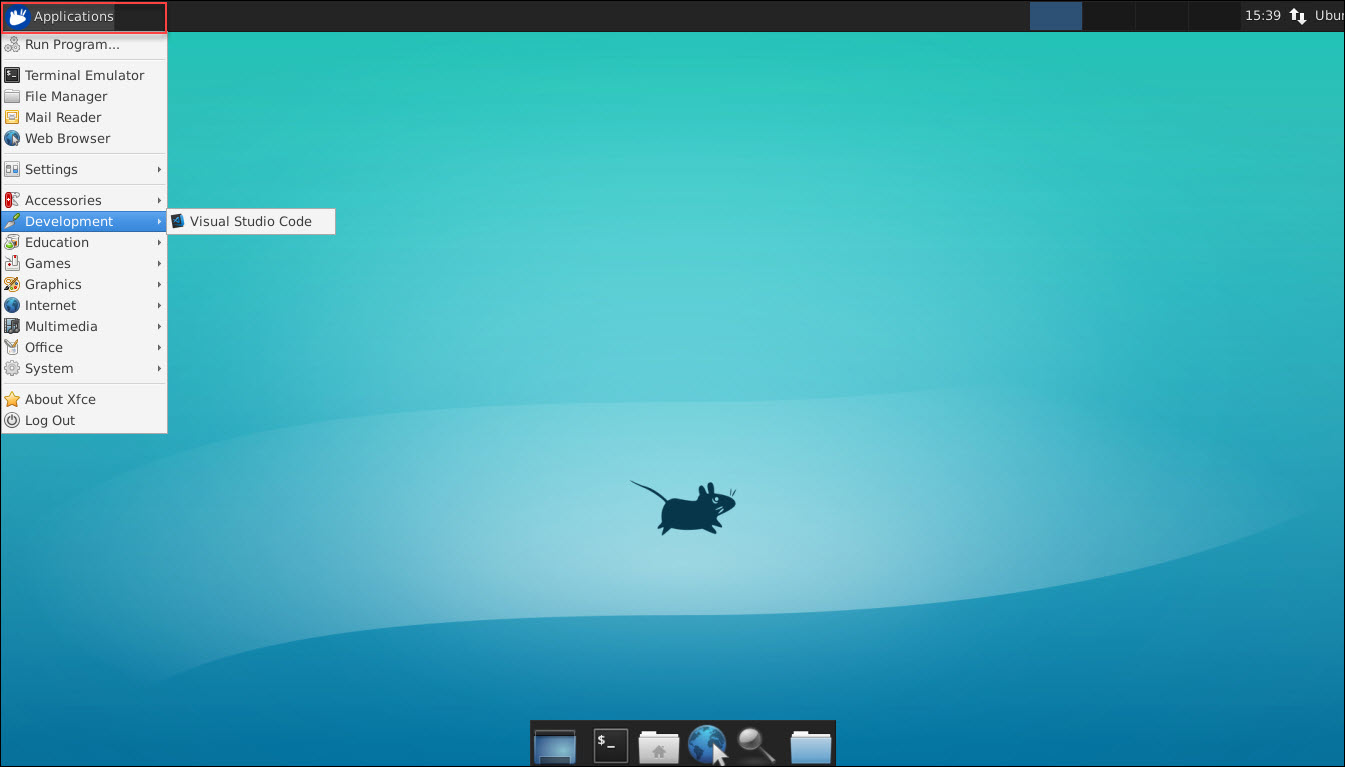 Applications
15:39
Run Program...
Terminal Emulator
File Manager
Mail Reader
Web Browser
Settings
Accessories
Development
Visual Studio Code
Education
Games
Graphics
Internet
Multimedia
Office
System
About Xfce
Log Out
$_